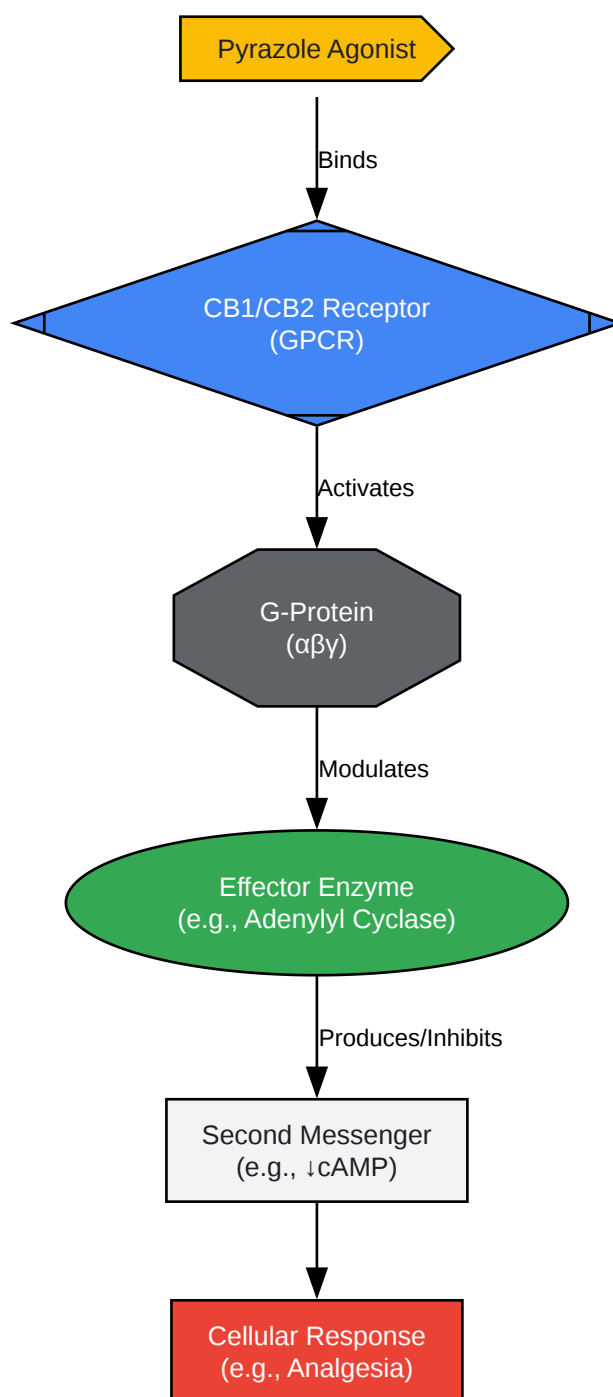 Pyrazole Agonist
Binds
CB1/CB2 Receptor
(GPCR)
Activates
G-Protein
(αβγ)
Modulates
Effector Enzyme
(e.g., Adenylyl Cyclase)
Produces/Inhibits
Second Messenger
(e.g., ↓cAMP)
Cellular Response
(e.g., Analgesia)